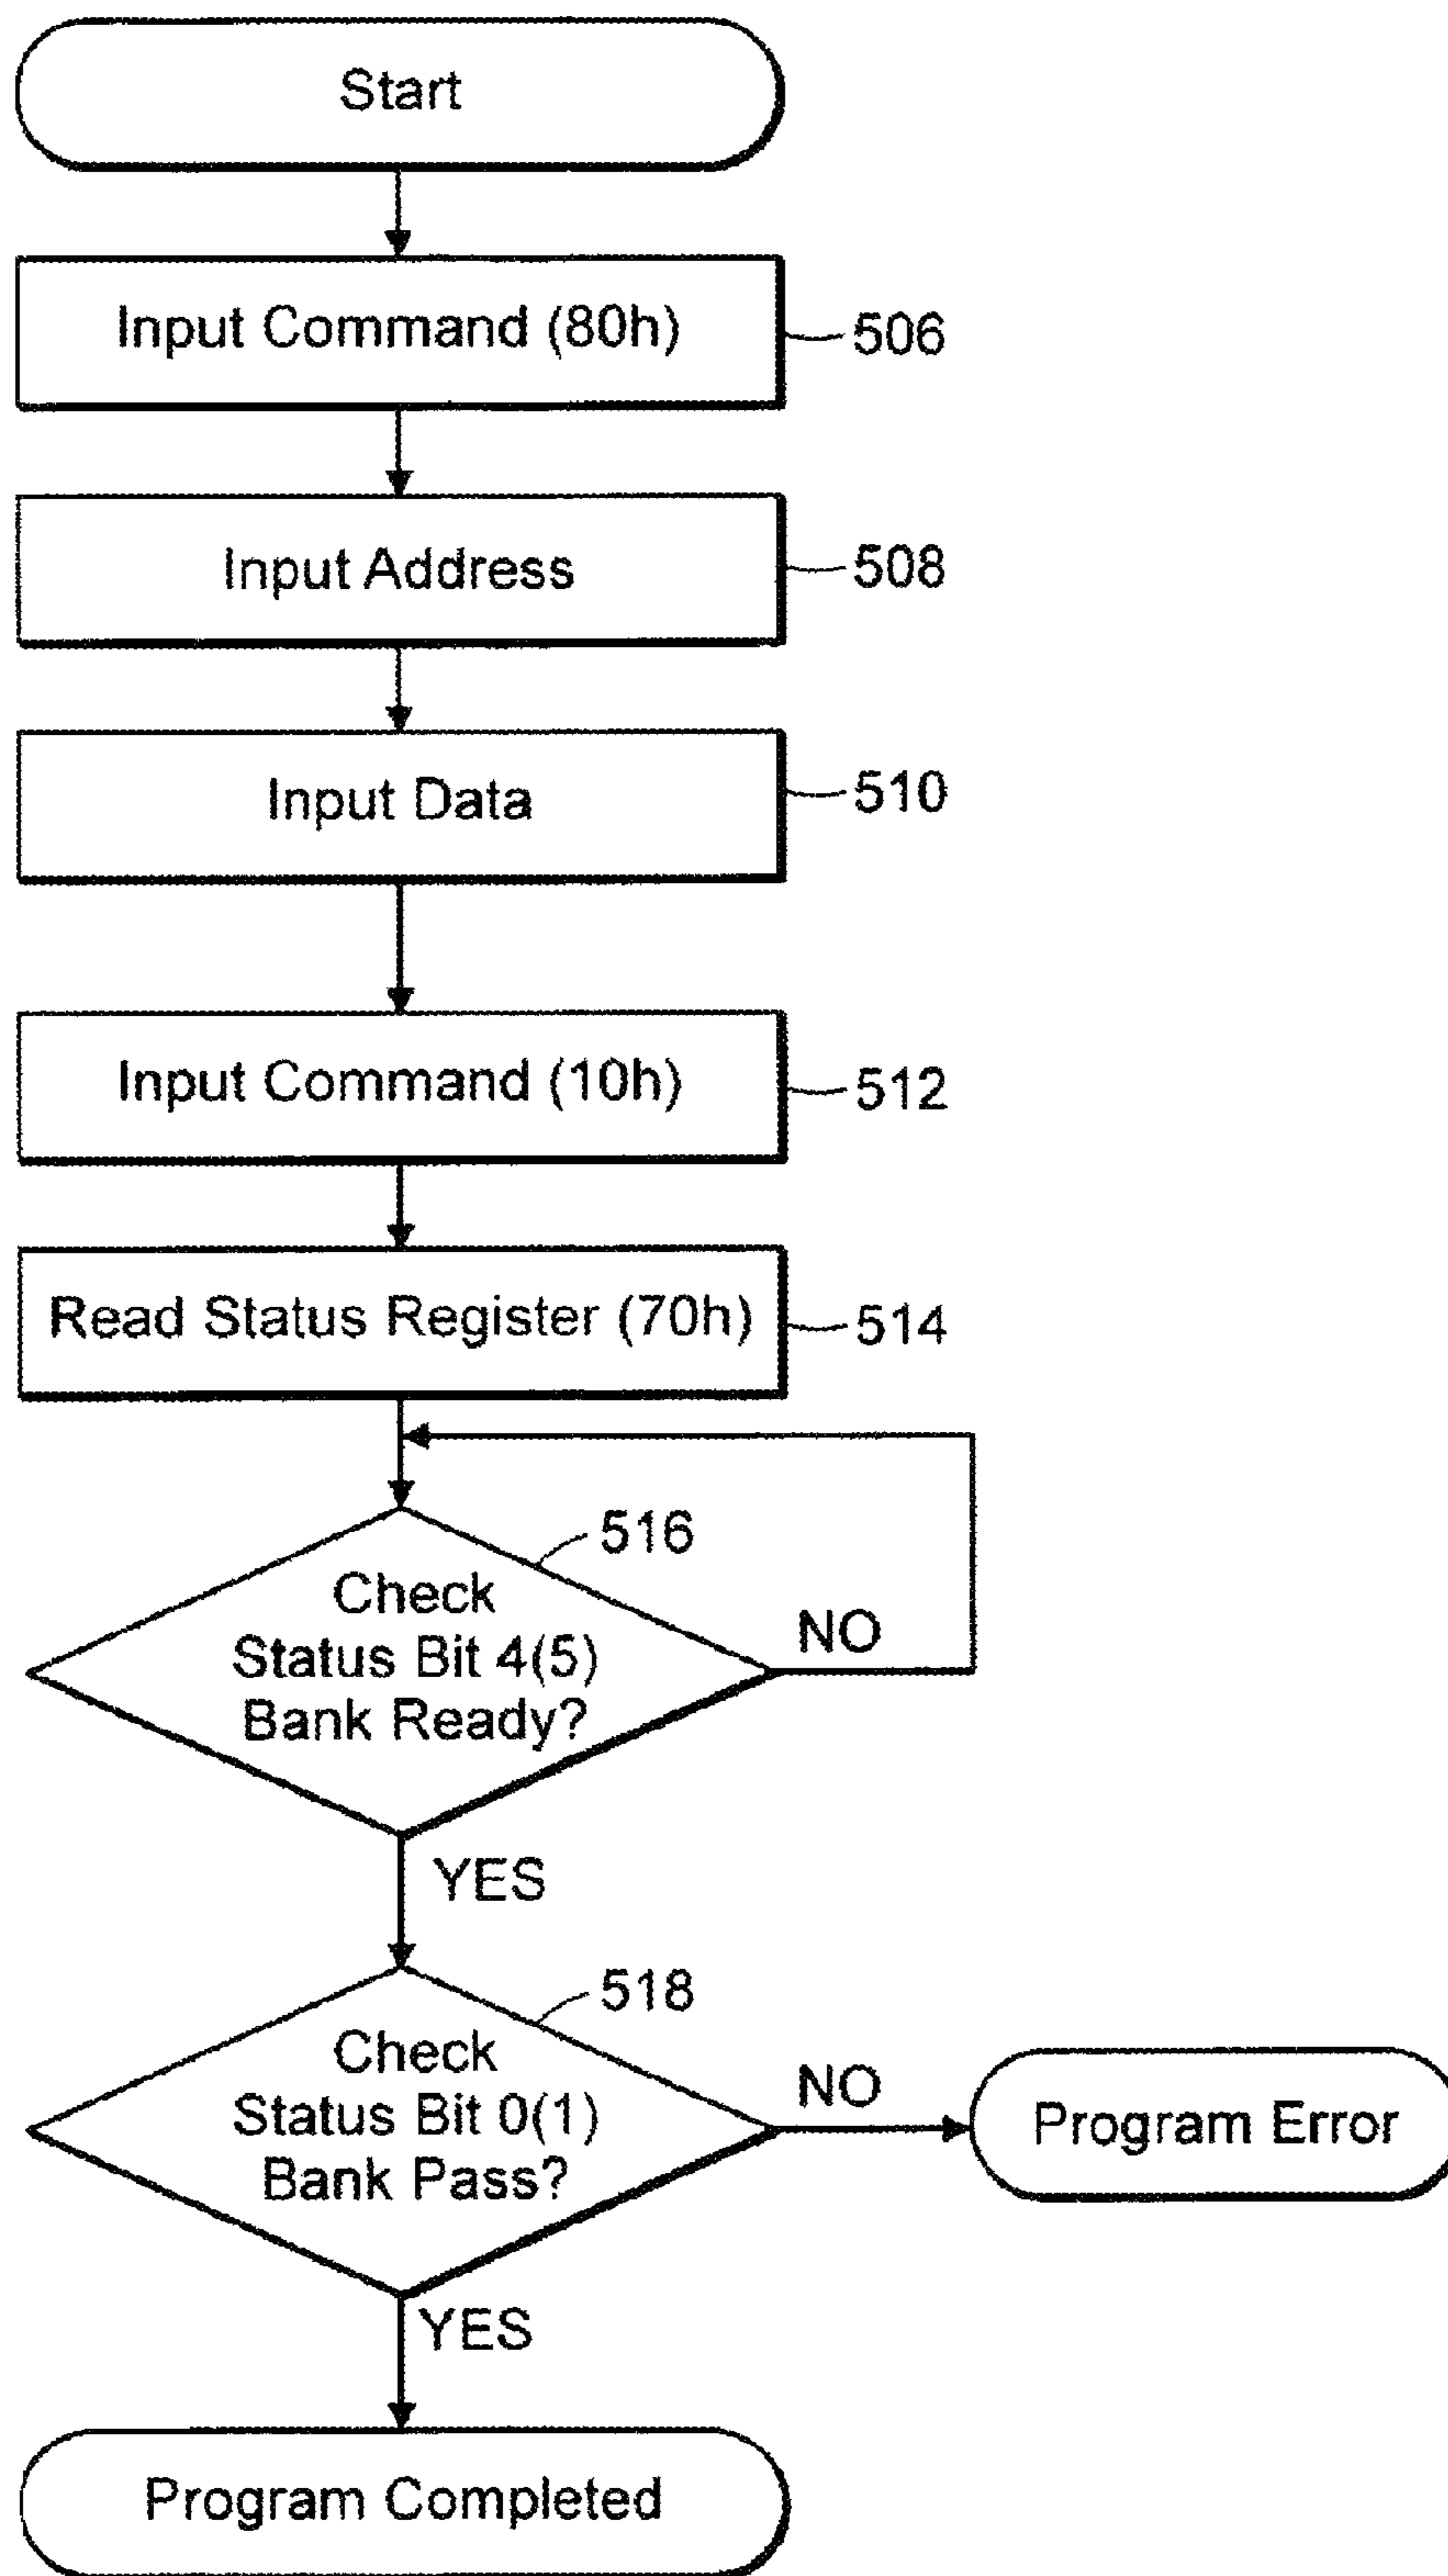 Start
Input Command (80h)
506
Input Address
508
Input Data
510
Input Command (10h)
512
Read Status Register (70h)
514
516
Check
Status Bit 4(5)
Bank Ready?
NO
YES
518
Check
Status Bit 0(1)
Bank Pass?
NO
Program Error
YES
Program Completed